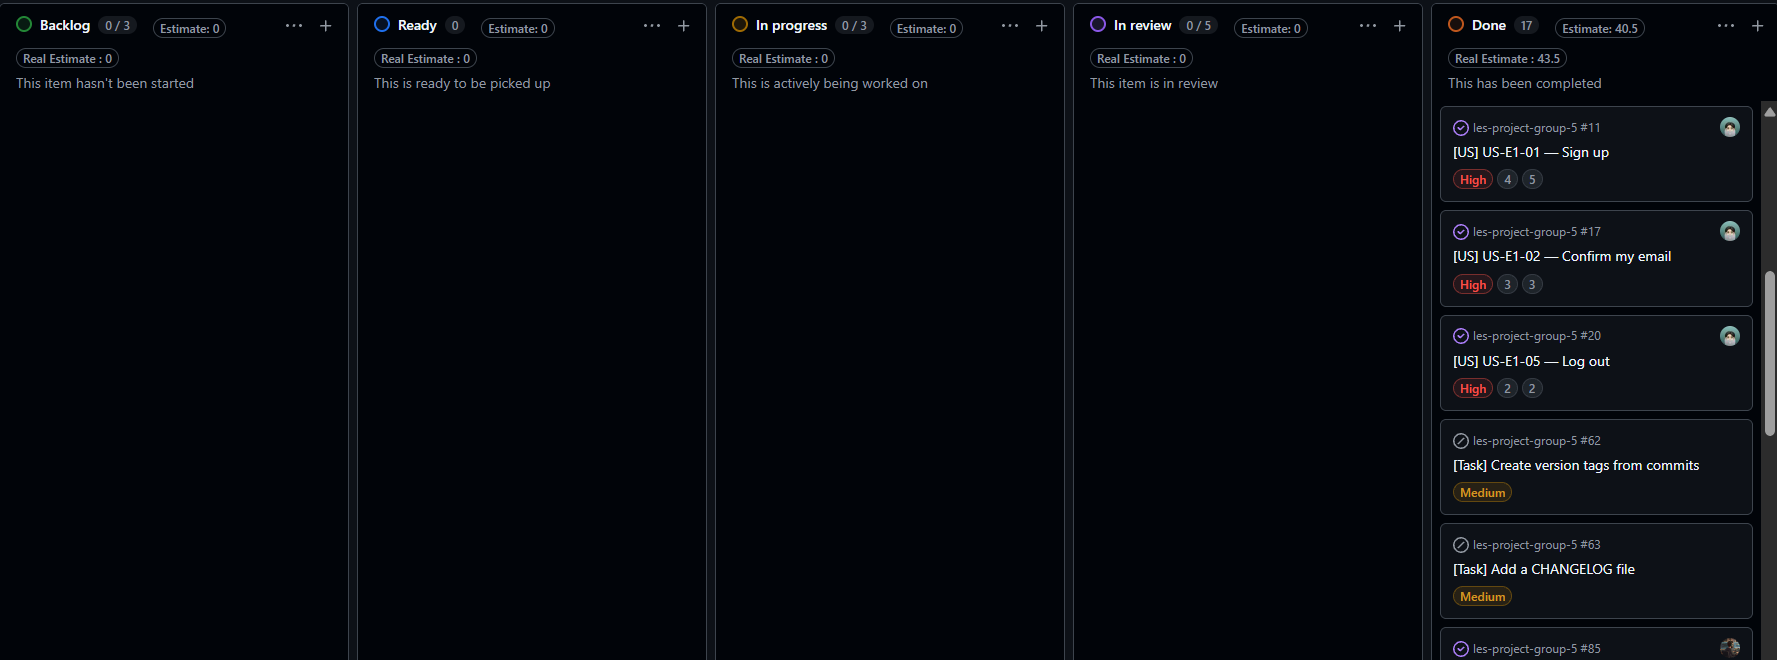 Backlog 0 / 3 Estimate: 0
Real Estimate : 0
This item hasn't been started
Ready 0 Estimate: 0
Real Estimate : 0
This is ready to be picked up
In progress 0 / 3 Estimate: 0
Real Estimate : 0
This is actively being worked on
In review 0 / 5 Estimate: 0
Real Estimate : 0
This item is in review
Done 17 Estimate: 40.5
Real Estimate : 43.5
This has been completed
les-project-group-5 #11
[US] US-E1-01 — Sign up
High 4 5
les-project-group-5 #17
[US] US-E1-02 — Confirm my email
High 3 3
les-project-group-5 #20
[US] US-E1-05 — Log out
High 2 2
les-project-group-5 #62
[Task] Create version tags from commits
Medium
les-project-group-5 #63
[Task] Add a CHANGELOG file
Medium
les-project-group-5 #85